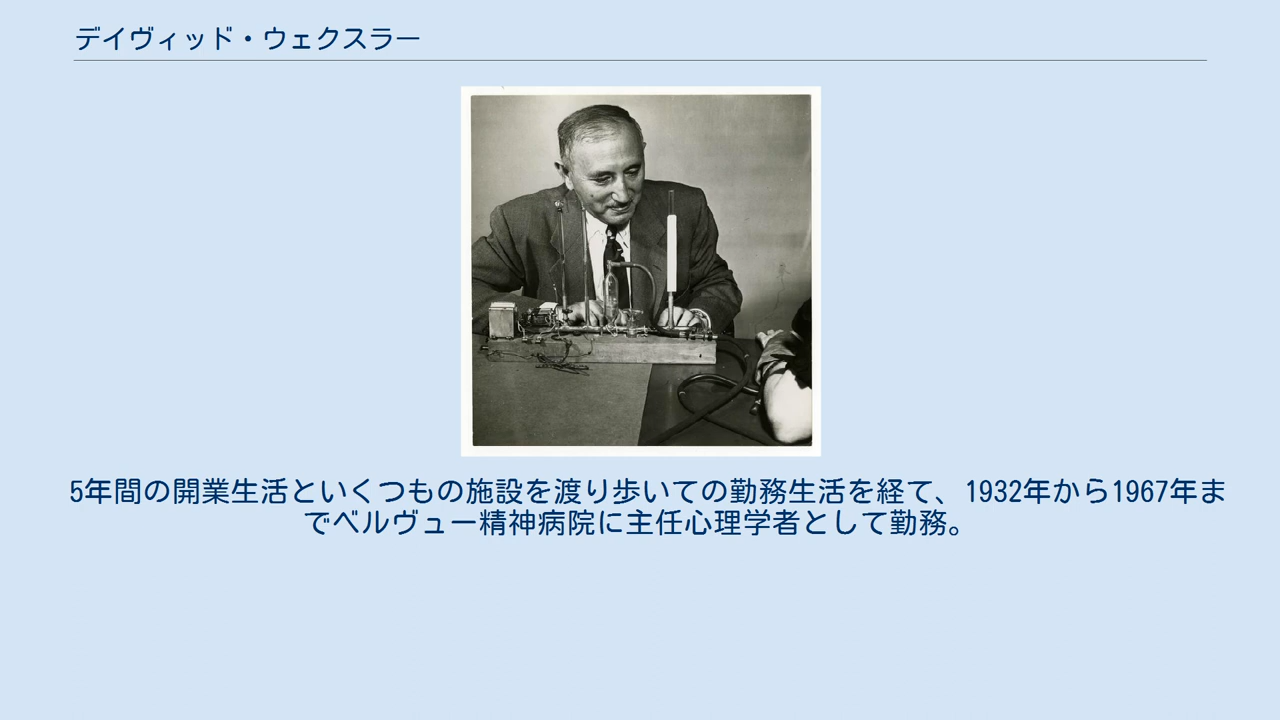 デイヴィッド・ウェクスラー
5年間の開業生活といくつもの施設を渡り歩いての勤務生活を経て、1932年から1967年ま
でベルヴュー精神病院に主任心理学者として勤務。